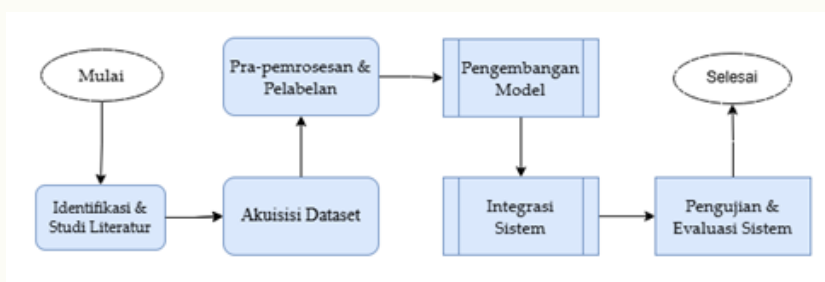 Mulai
Identifikasi &
Studi Literatur
Akuisisi Dataset
Pra-pemrosesan &
Pelabelan
Pengembangan
Model
Integrasi
Sistem
Pengujian &
Evaluasi Sistem
Selesai